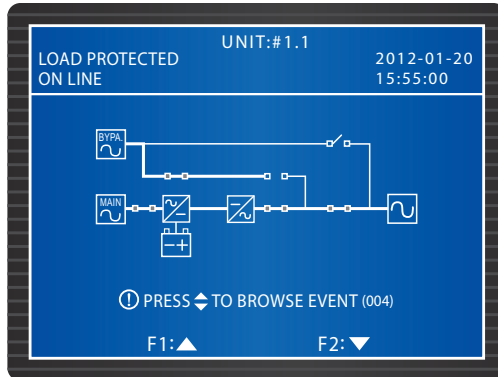 UNIT:#1.1
LOAD PROTECTED
ON LINE
2012-01-20
15:55:00
BYPA.
MAIN
PRESS TO BROWSE EVENT (004)
F1:
F2: